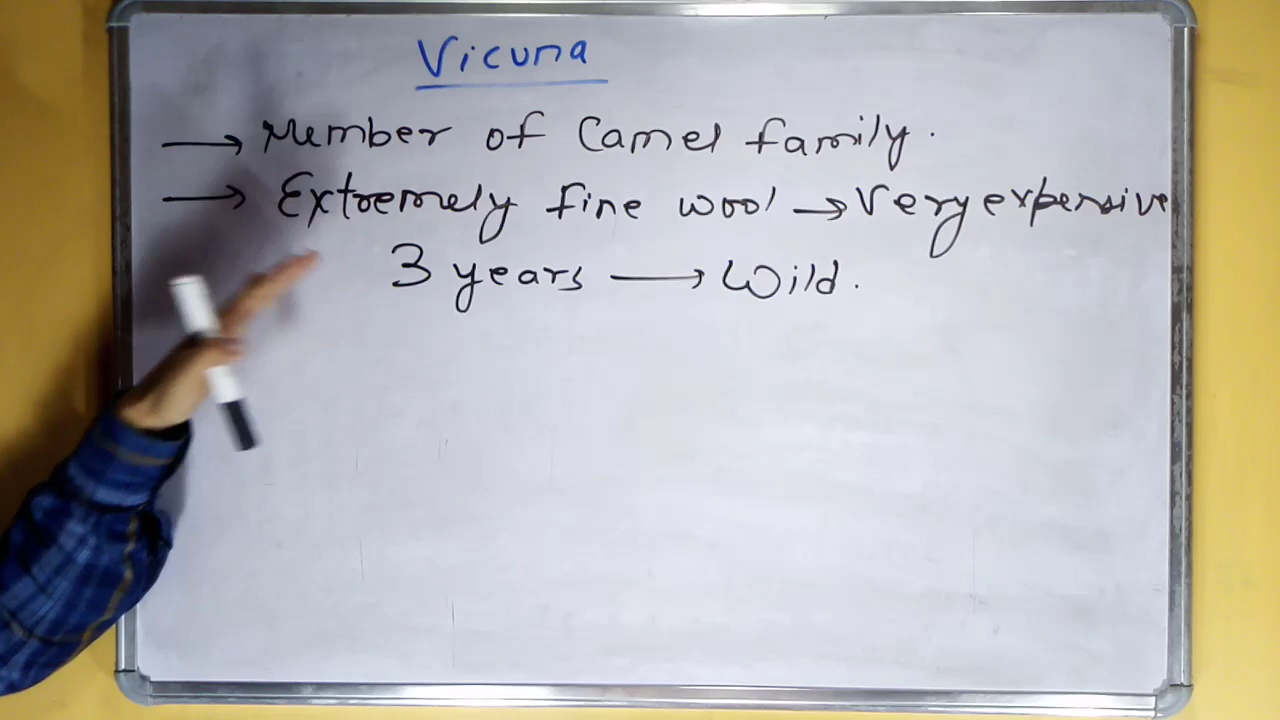 Vicuna
→ Member of Camel family.
→ Extremely fine wool → Very expensive
3 years → Wild.